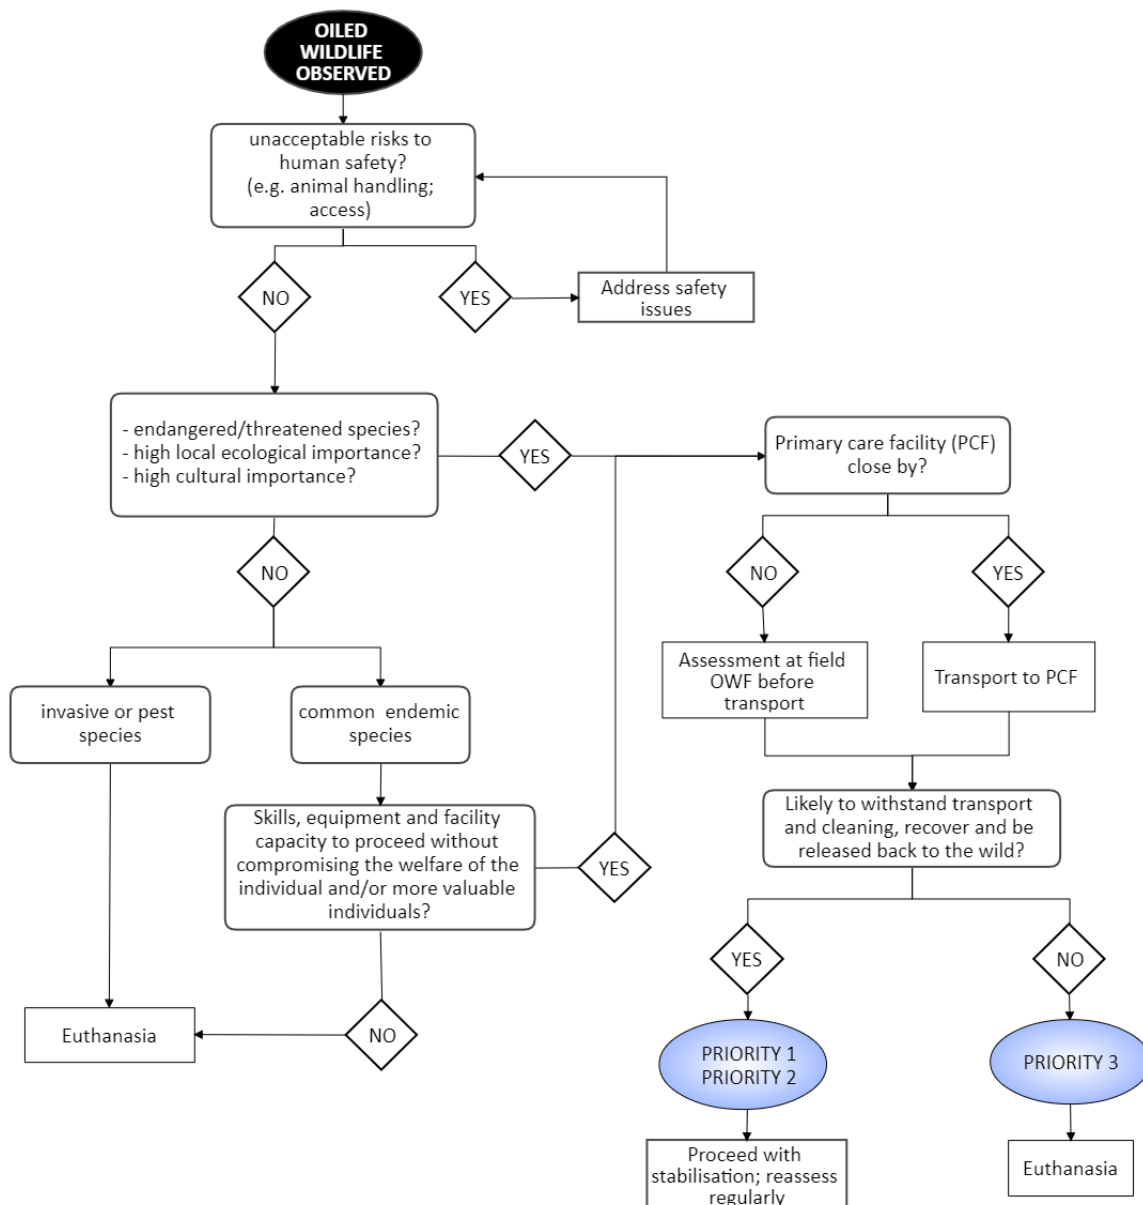 OILED
WILDLIFE
OBSERVED
unacceptable risks to
human safety?
(e.g. animal handling;
access)
NO
YES
Address safety
issues
- endangered/threatened species?
- high local ecological importance?
- high cultural importance?
YES
Primary care facility (PCF)
close by?
NO
NO
YES
Assessment at field
OWF before
transport
Transport to PCF
invasive or pest
species
common endemic
species
Skills, equipment and facility
capacity to proceed without
compromising the welfare of the
individual and/or more valuable
individuals?
YES
Likely to withstand transport
and cleaning, recover and be
released back to the wild?
YES
NO
Euthanasia
NO
PRIORITY 1
PRIORITY 2
PRIORITY 3
Proceed with
stabilisation; reassess
regularly
Euthanasia